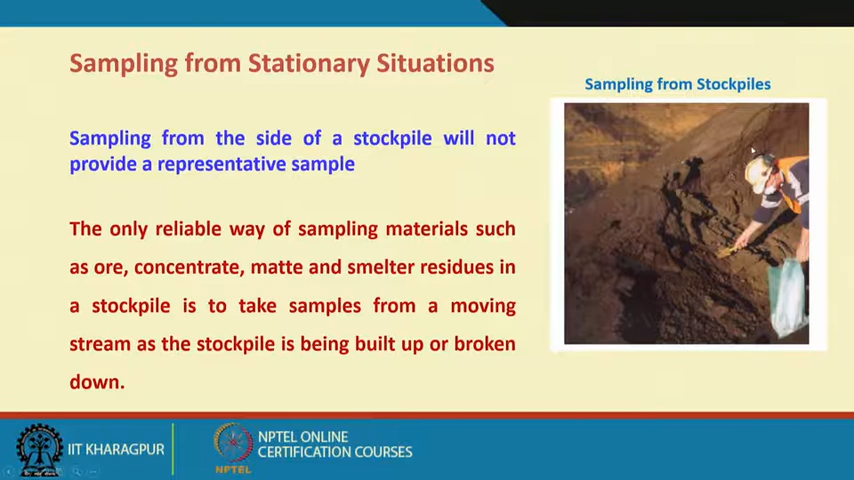 Sampling from Stationary Situations
Sampling from Stockpiles
Sampling from the side of a stockpile will not
provide a representative sample
The only reliable way of sampling materials such
as ore, concentrate, matte and smelter residues in
a stockpile is to take samples from a moving
stream as the stockpile is being built up or broken
down.
IIT KHARAGPUR
NPTEL
NPTEL ONLINE
CERTIFICATION COURSES